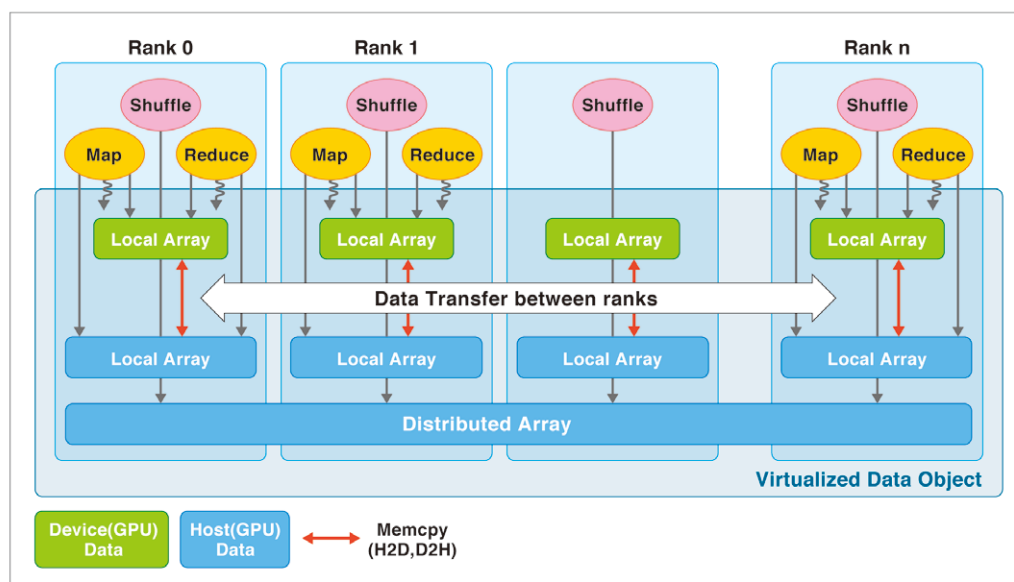 Rank 0
Rank 1
Rank n
Shuffle
Shuffle
Shuffle
Shuffle
Map
Reduce
Map
Reduce
Map
Reduce
Local Array
Local Array
Local Array
Local Array
Data Transfer between ranks
Local Array
Local Array
Local Array
Local Array
Distributed Array
Virtualized Data Object
Device(GPU)
Data
Host(GPU)
Data
Memcpy
(H2D,D2H)